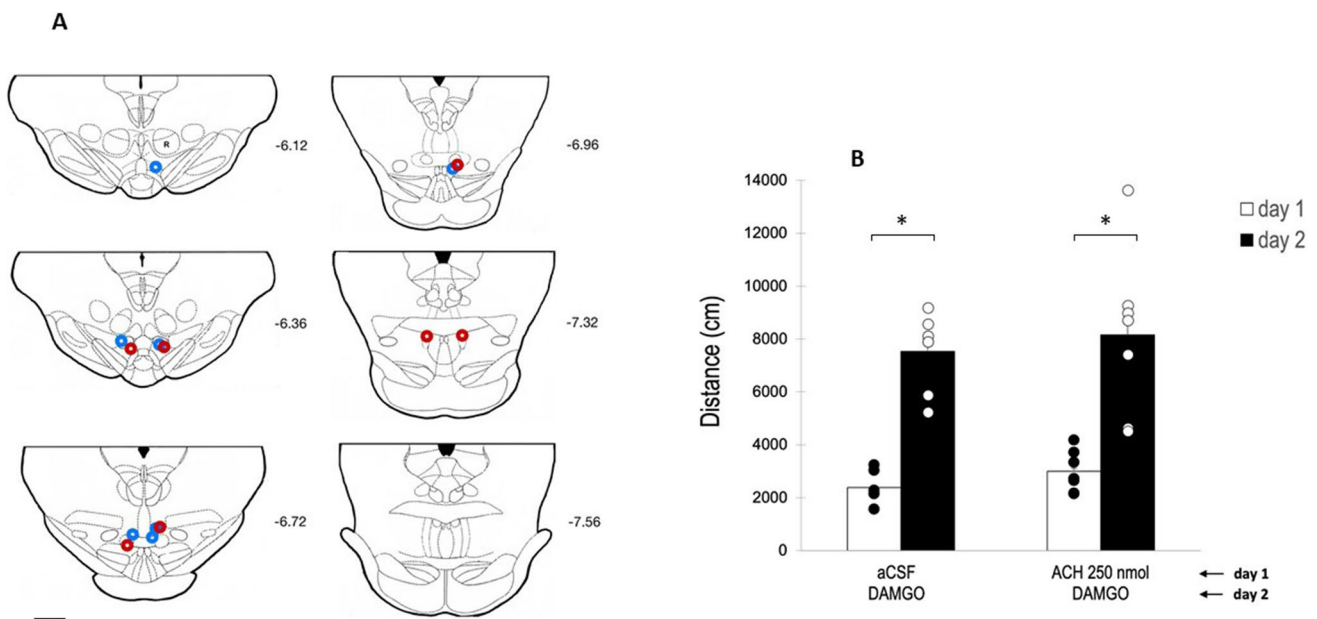 A
R
-6.12
-6.96
-6.36
-7.32
-6.72
-7.56
B
Distance (cm)
14000
12000
10000
8000
6000
4000
2000
0
*
*
day 1
day 2
aCSF
DAMGO
ACH 250 nmol
DAMGO
← day 1
← day 2